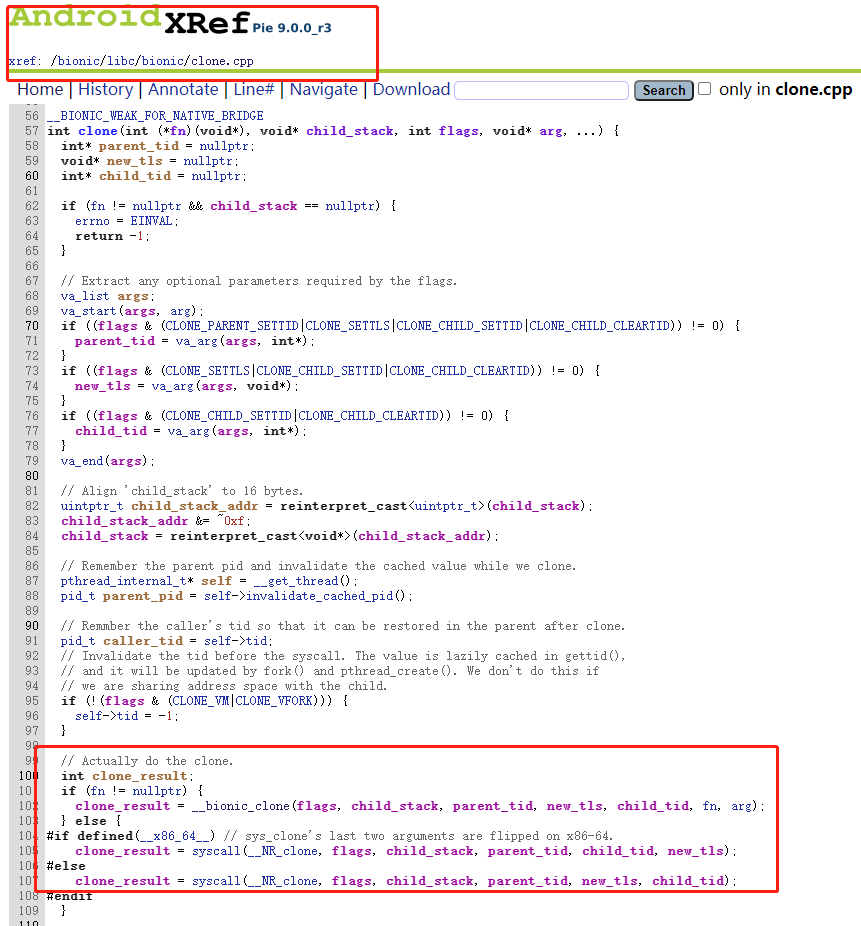 AndroidXRef Pie 9.0.0_r3
xref: /bionic/libc/bionic/clone.cpp
Home | History | Annotate | Line# | Navigate | Download Search only in clone.cpp
56 __BIONIC_WEAK_FOR_NATIVE_BRIDGE
57 int clone(int (*fn)(void*), void* child_stack, int flags, void* arg, ...) {
58   int* parent_tid = nullptr;
59   void* new_tls = nullptr;
60   int* child_tid = nullptr;
61
62   if (fn != nullptr && child_stack == nullptr) {
63     errno = EINVAL;
64     return -1;
65   }
66
67   // Extract any optional parameters required by the flags.
68   va_list args;
69   va_start(args, arg);
70   if ((flags & (CLONE_PARENT_SETTID|CLONE_SETTLS|CLONE_CHILD_SETTID|CLONE_CHILD_CLEARTID)) != 0) {
71     parent_tid = va_arg(args, int*);
72   }
73   if ((flags & (CLONE_SETTLS|CLONE_CHILD_SETTID|CLONE_CHILD_CLEARTID)) != 0) {
74     new_tls = va_arg(args, void*);
75   }
76   if ((flags & (CLONE_CHILD_SETTID|CLONE_CHILD_CLEARTID)) != 0) {
77     child_tid = va_arg(args, int*);
78   }
79   va_end(args);
80
81   // Align 'child_stack' to 16 bytes.
82   uintptr_t child_stack_addr = reinterpret_cast<uintptr_t>(child_stack);
83   child_stack_addr &= ~0xf;
84   child_stack = reinterpret_cast<void*>(child_stack_addr);
85
86   // Remember the parent pid and invalidate the cached value while we clone.
87   pthread_internal_t* self = __get_thread();
88   pid_t parent_pid = self->invalidate_cached_pid();
89
90   // Remmber the caller's tid so that it can be restored in the parent after clone.
91   pid_t caller_tid = self->tid;
92   // Invalidate the tid before the syscall. The value is lazily cached in gettid(),
93   // and it will be updated by fork() and pthread_create(). We don't do this if
94   // we are sharing address space with the child.
95   if (!(flags & (CLONE_VM|CLONE_VFORK))) {
96     self->tid = -1;
97   }
98
99   // Actually do the clone.
100   int clone_result;
101   if (fn != nullptr) {
102     clone_result = __bionic_clone(flags, child_stack, parent_tid, new_tls, child_tid, fn, arg);
103   } else {
104 #if defined(__x86_64__) // sys_clone's last two arguments are flipped on x86-64.
105     clone_result = syscall(__NR_clone, flags, child_stack, parent_tid, child_tid, new_tls);
106 #else
107     clone_result = syscall(__NR_clone, flags, child_stack, parent_tid, new_tls, child_tid);
108 #endif
109   }
110